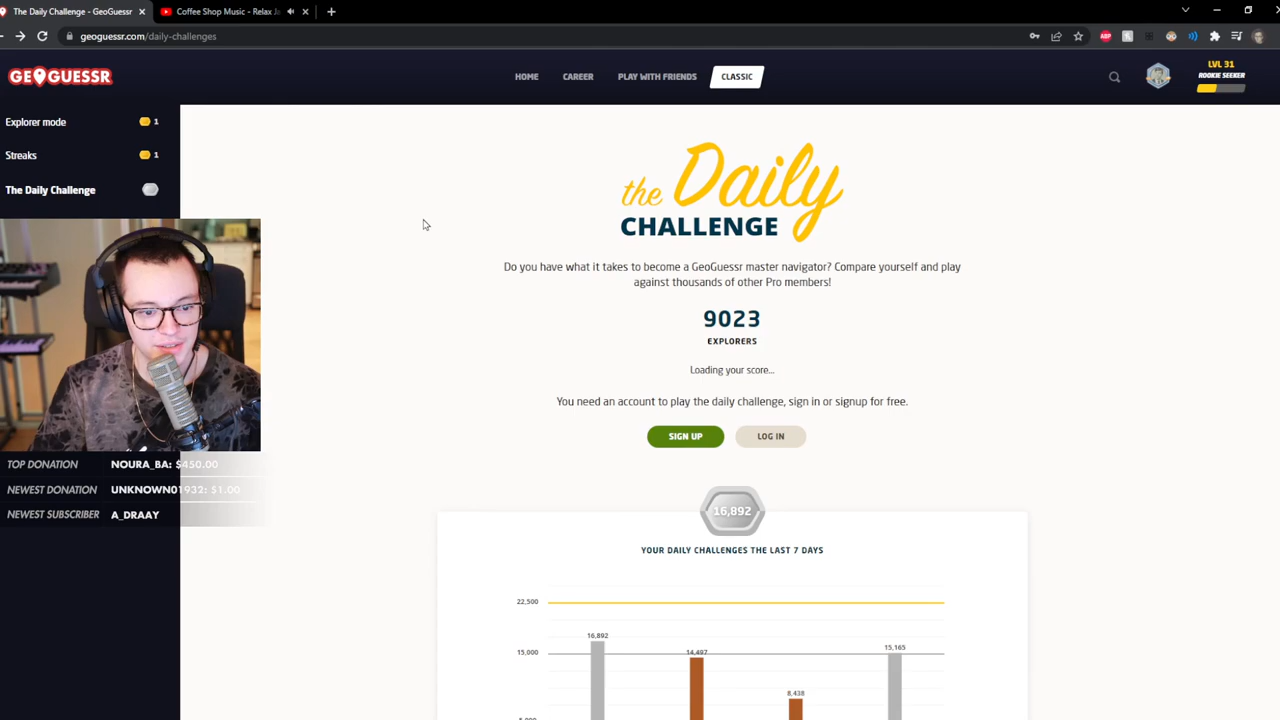 The Daily Challenge - GeoGuessr
Coffee Shop Music - Relax J
geoguessr.com/daily-challenges
GEOGUESSR
HOME
CAREER
PLAY WITH FRIENDS
CLASSIC
LVL 31
ROOKIE SEEKER
Explorer mode 1
Streaks 1
The Daily Challenge
the Daily
CHALLENGE
Do you have what it takes to become a GeoGuessr master navigator? Compare yourself and play
against thousands of other Pro members!
9023
EXPLORERS
Loading your score...
You need an account to play the daily challenge, sign in or signup for free.
SIGN UP
LOG IN
TOP DONATION NOURA_BA: $450.00
NEWEST DONATION UNKNOWN01932: $1.00
NEWEST SUBSCRIBER A_DRAAY
16,892
YOUR DAILY CHALLENGES THE LAST 7 DAYS
22,500
16,892
15,000
14,497
15,165
8,438